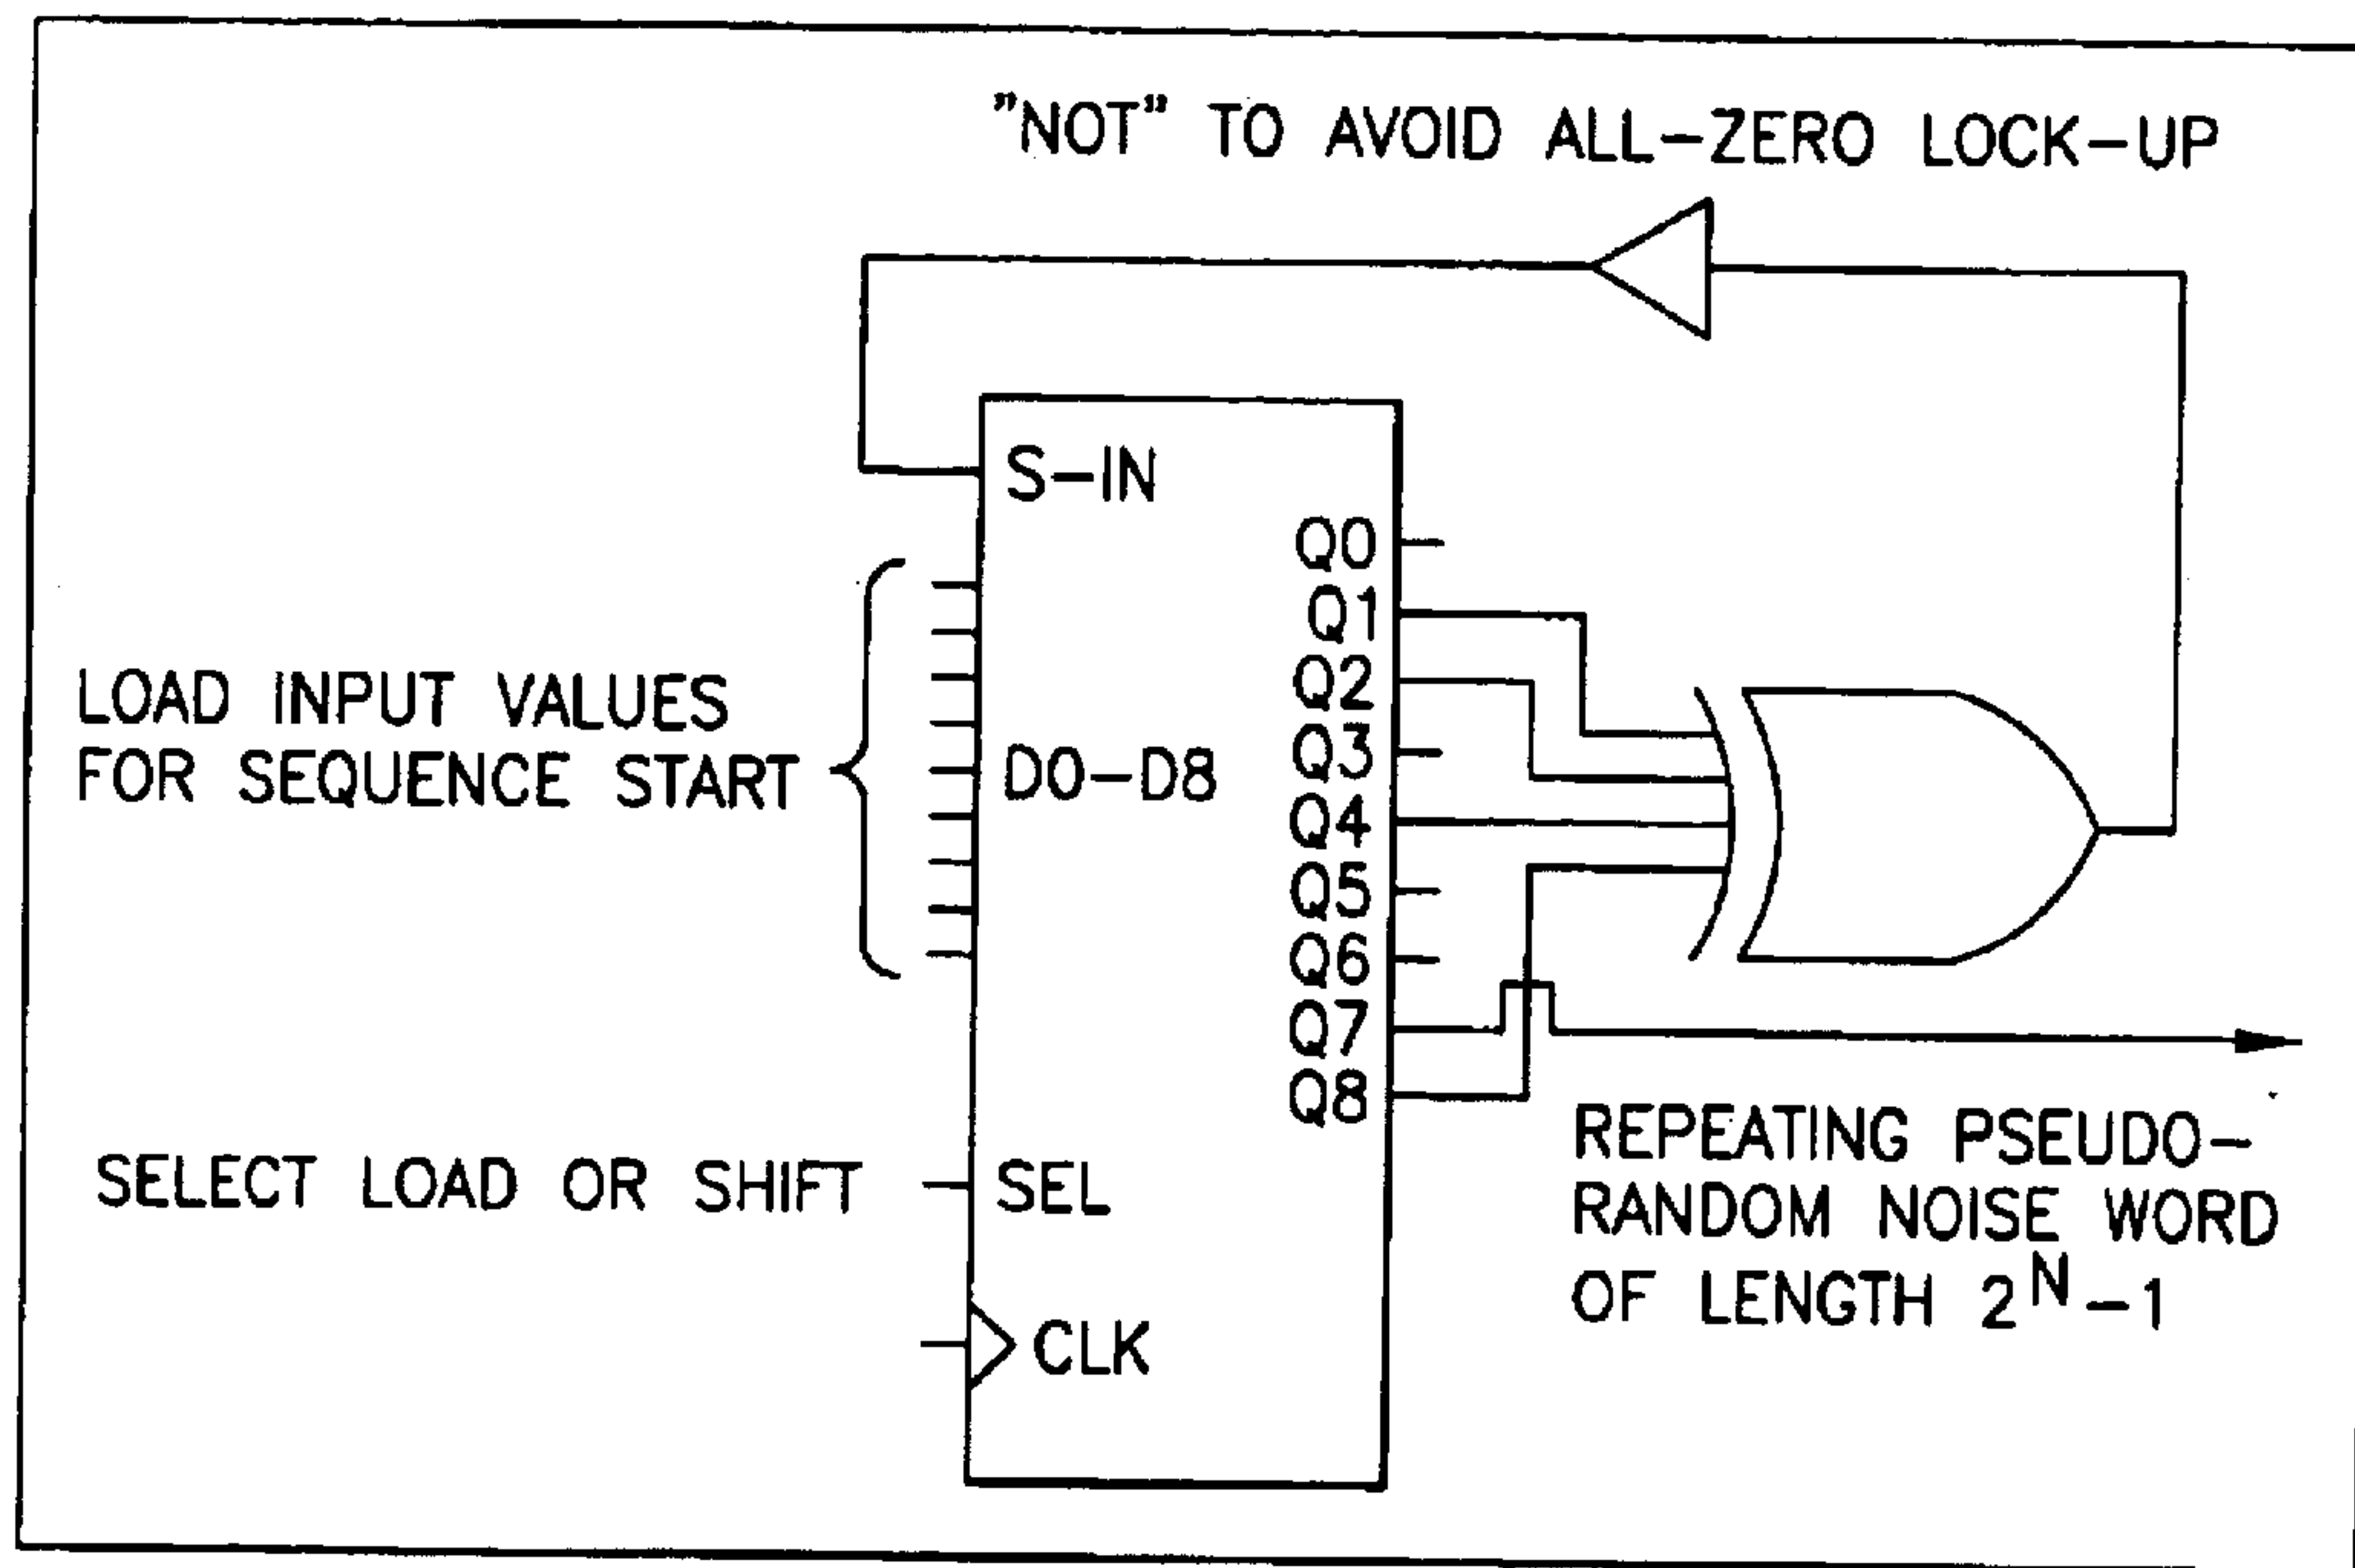 "NOT" TO AVOID ALL-ZERO LOCK-UP
S-IN
Q0
Q1
Q2
Q3
Q4
Q5
Q6
Q7
Q8
LOAD INPUT VALUES
FOR SEQUENCE START
D0-D8
SELECT LOAD OR SHIFT
SEL
CLK
REPEATING PSEUDO-
RANDOM NOISE WORD
OF LENGTH 2^N-1